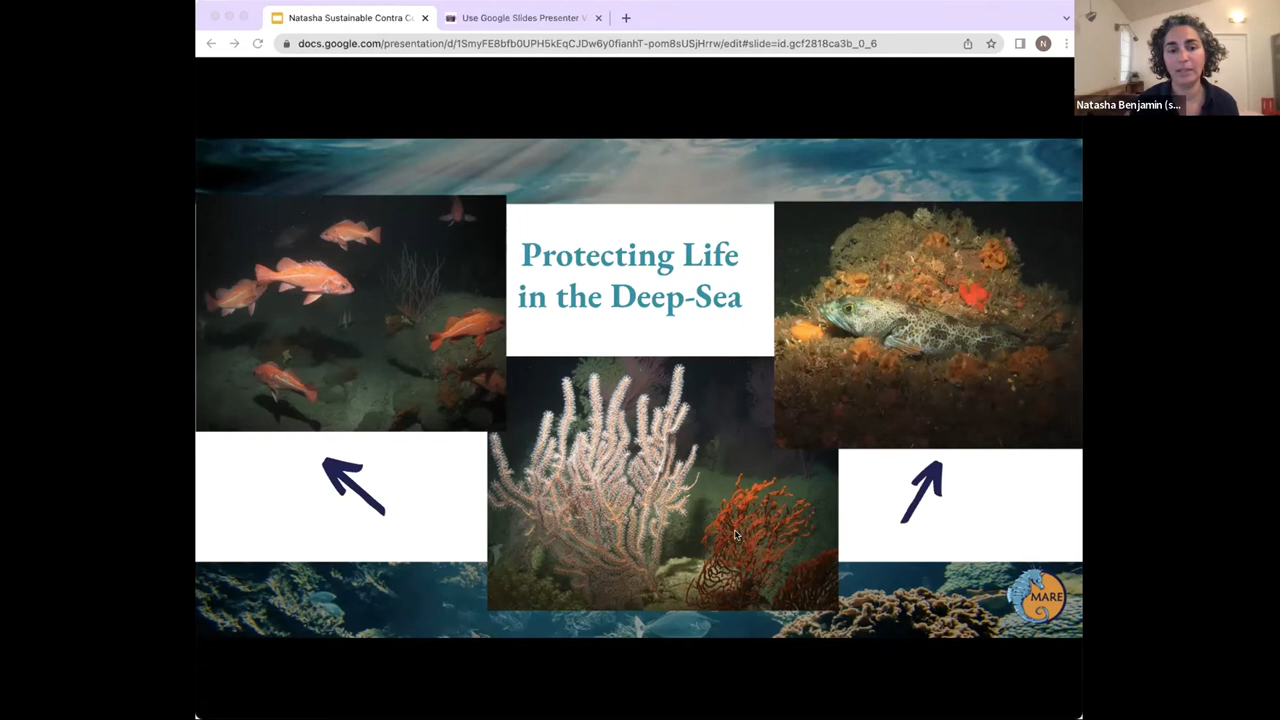 Natasha Sustainable Contra Co
Use Google Slides Presenter V
docs.google.com/presentation/d/1SmyFE8bfb0UPH5kEqCJDw6y0fianhT-pom8sUSjHrrw/edit#slide=id.gcf2818ca3b_0_6
N
Natasha Benjamin (s...
Protecting Life
in the Deep-Sea
MARE